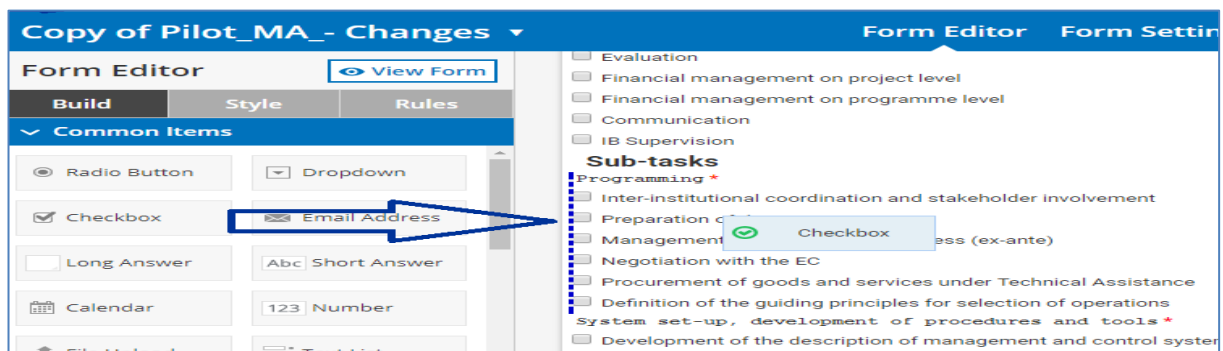 Copy of Pilot_MA_- Changes
Form Editor Form Settin
Form Editor
View Form
Build Style Rules
Common Items
Radio Button
Dropdown
Checkbox
Email Address
Long Answer
Abc Short Answer
Calendar
123 Number
Evaluation
Financial management on project level
Financial management on programme level
Communication
IB Supervision
Sub-tasks
Programming *
Inter-institutional coordination and stakeholder involvement
Preparation
Checkbox
Management ess (ex-ante)
Negotiation with the EC
Procurement of goods and services under Technical Assistance
Definition of the guiding principles for selection of operations
System set-up, development of procedures and tools *
Development of the description of management and control system